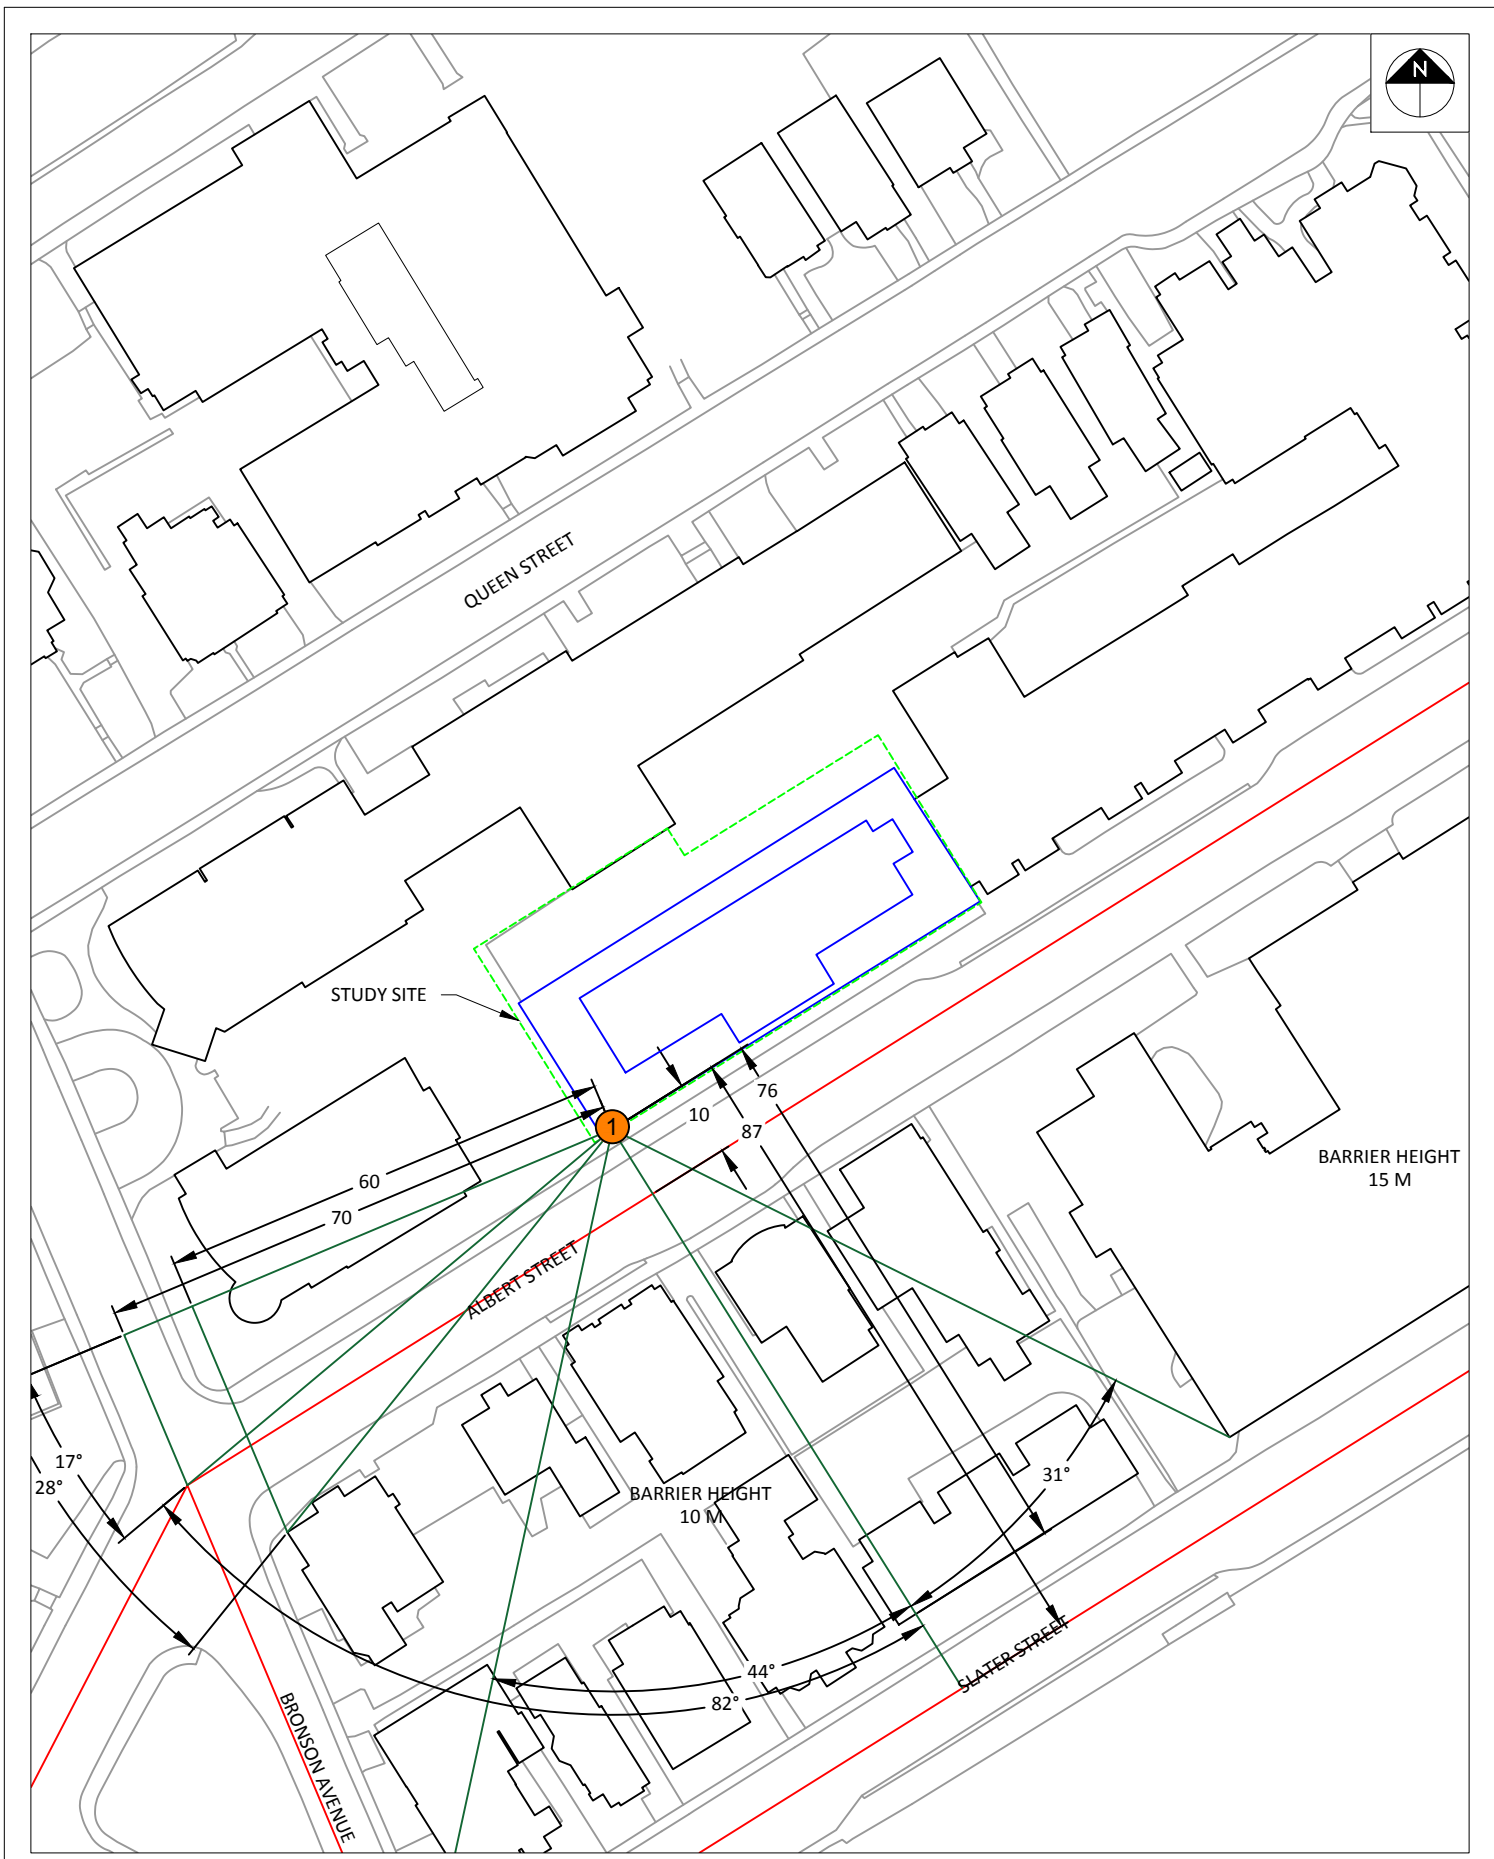 N
QUEEN STREET
STUDY SITE
76
10
1
87
BARRIER HEIGHT
15 M
60
70
ALBERT STREET
17°
31°
28°
BARRIER HEIGHT
10 M
44°
SLATER STREET
82°
BRONSON AVENUE